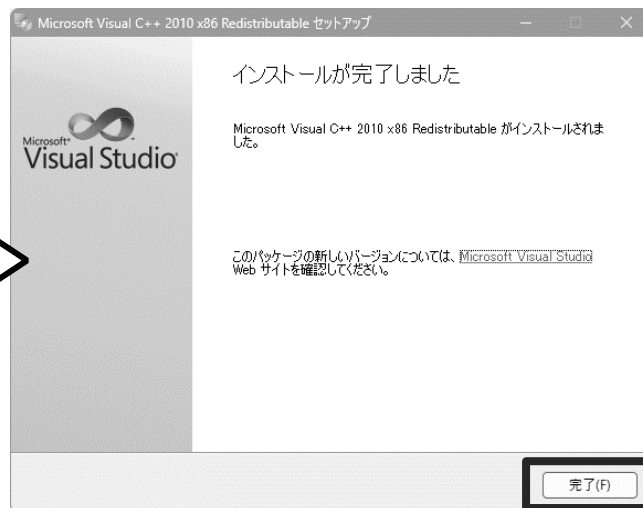 Microsoft Visual C++ 2010 x86 Redistributable セットアップ
インストールが完了しました
Microsoft Visual C++ 2010 x86 Redistributable がインストールされま
した。
Microsoft
Visual Studio
このパッケージの新しいバージョンについては、Microsoft Visual Studio
Web サイトを確認してください。
完了(F)